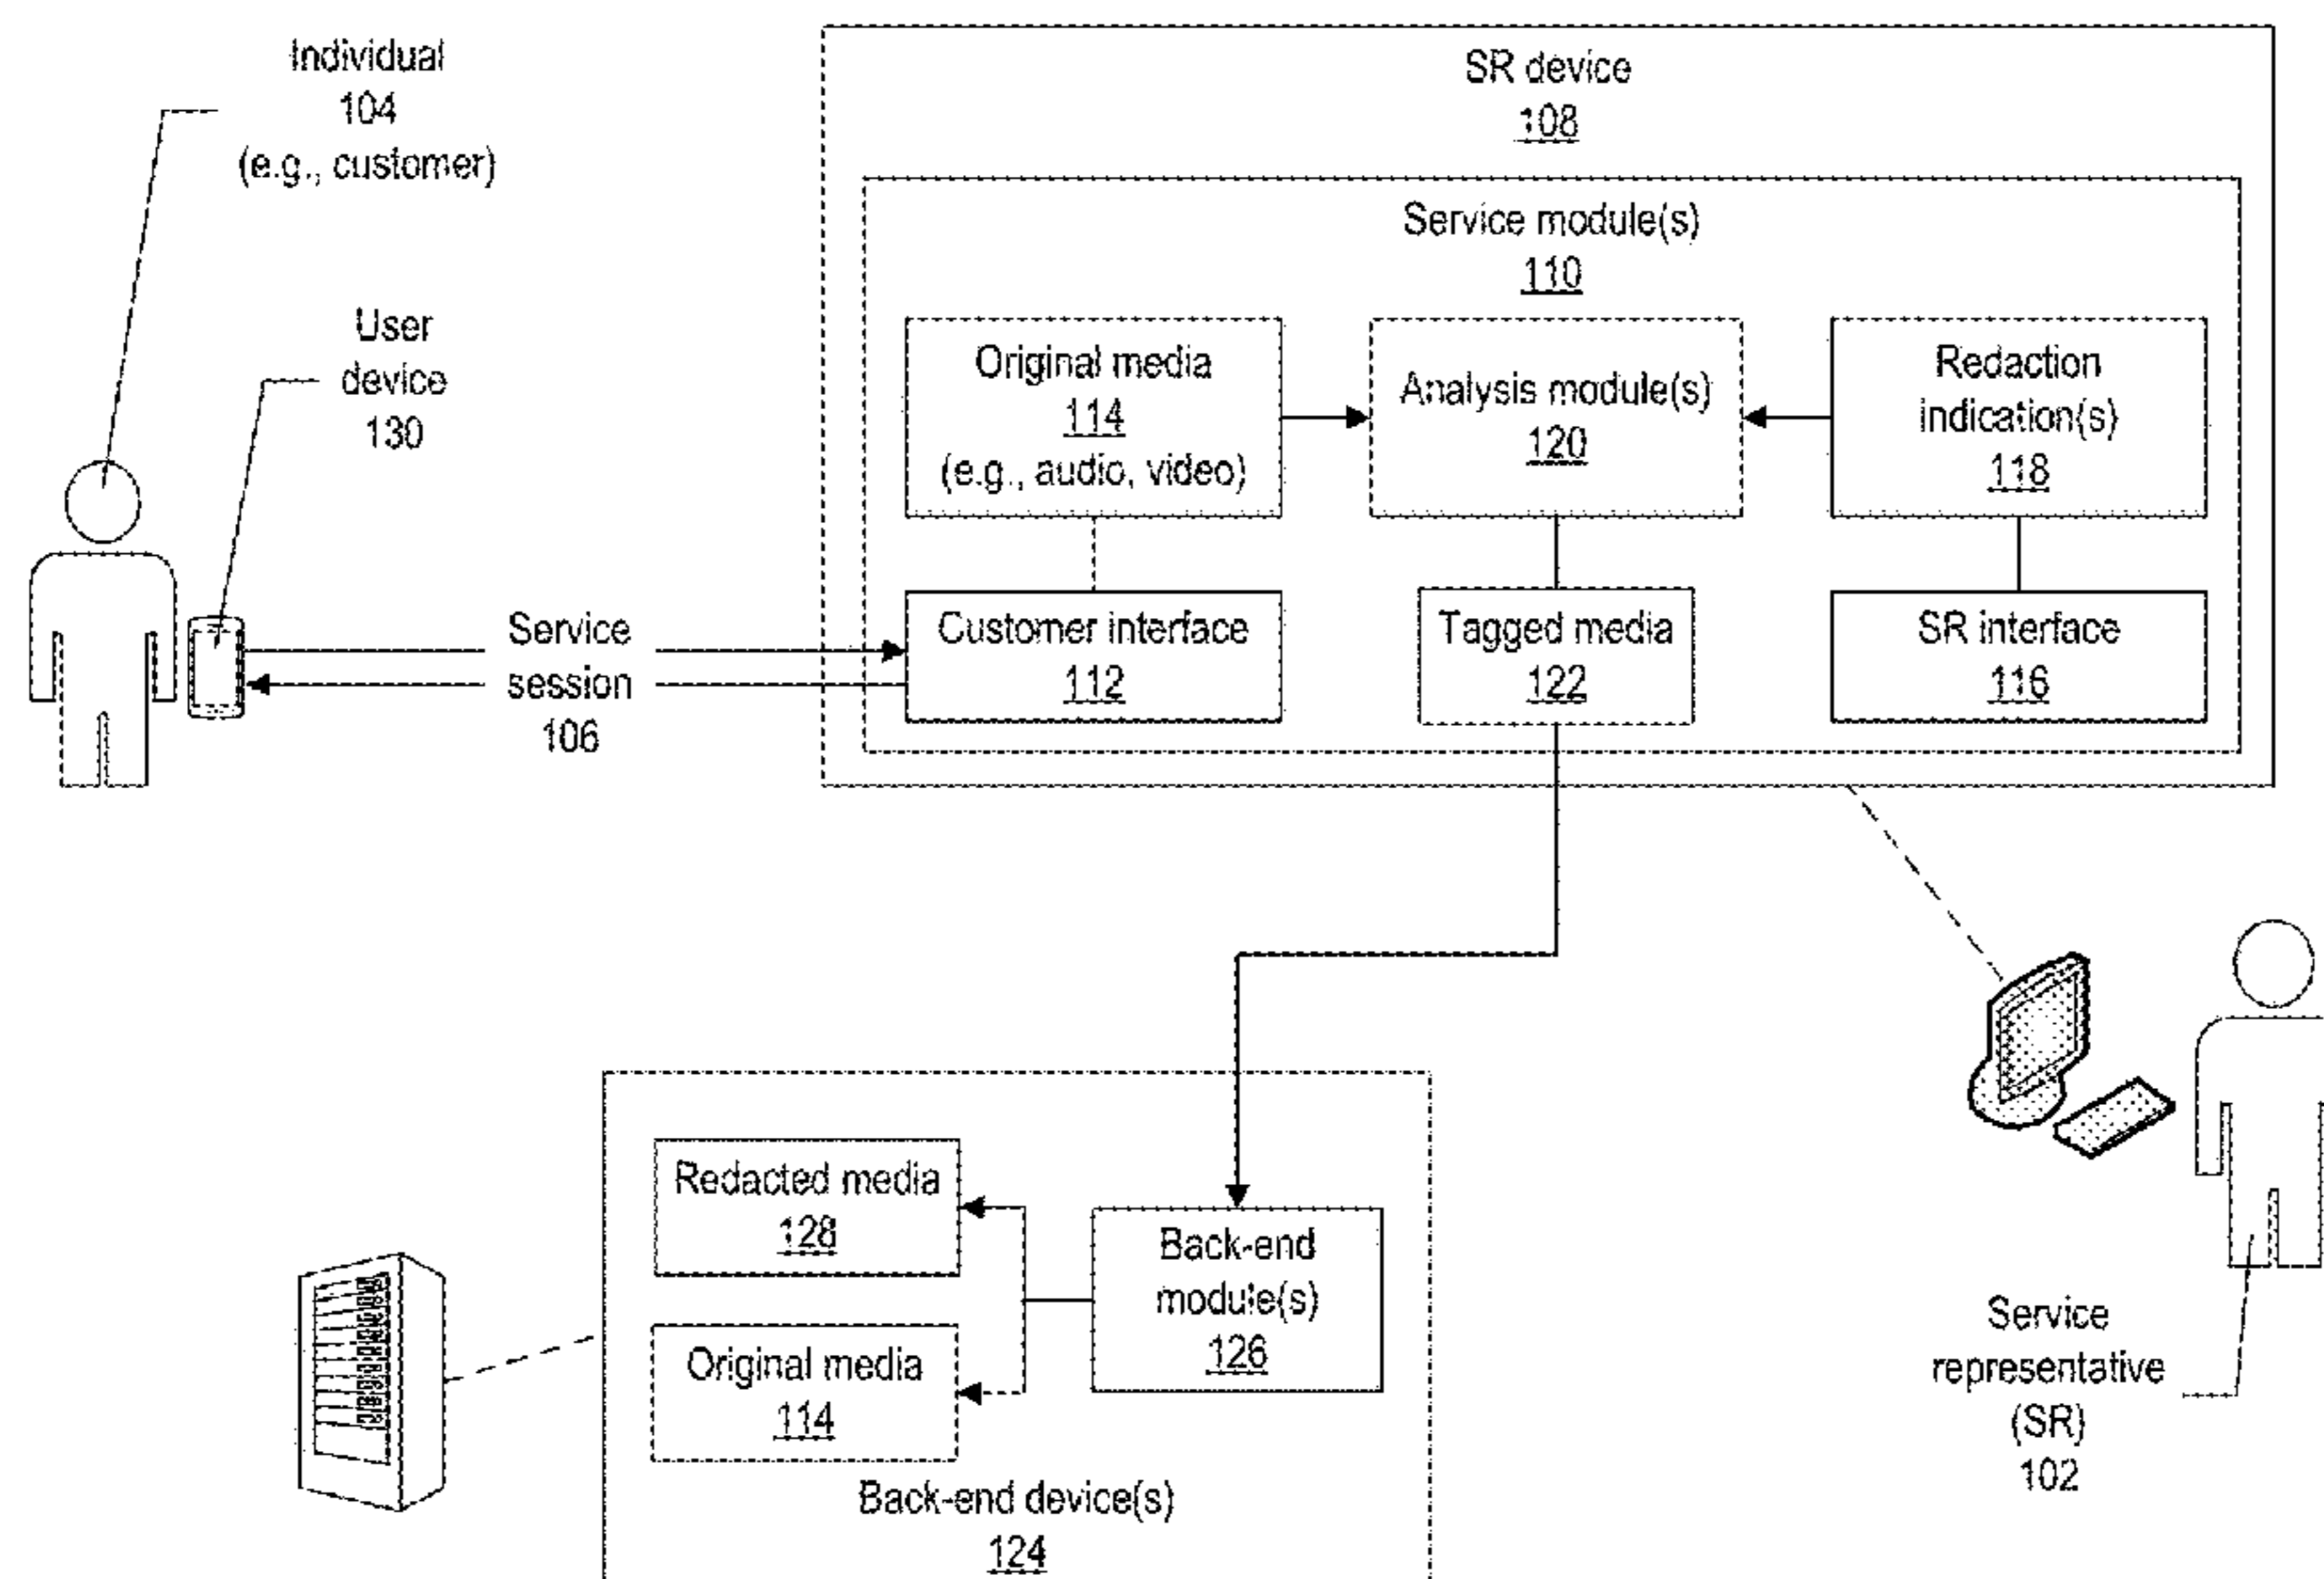 Individual
104
(e.g., customer)
User
device
130
Service
session
106
SR device
108
Service module(s)
110
Original media
114
(e.g., audio, video)
Analysis module(s)
120
Redaction
indication(s)
118
Customer interface
112
Tagged media
122
SR interface
116
Redacted media
128
Original media
114
Back-end
module(s)
126
Back-end device(s)
124
Service
representative
(SR)
102